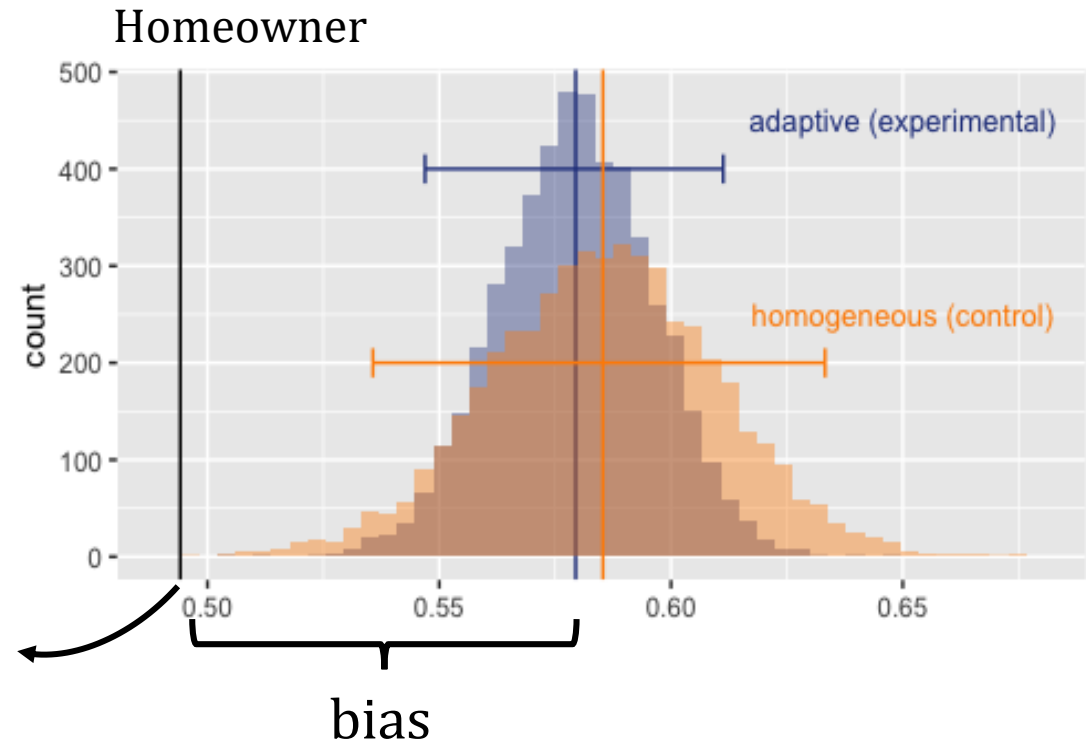 Homeowner
500
adaptive (experimental)
400
300
homogeneous (control)
count
200
100
0
0.50 0.55 0.60 0.65
bias